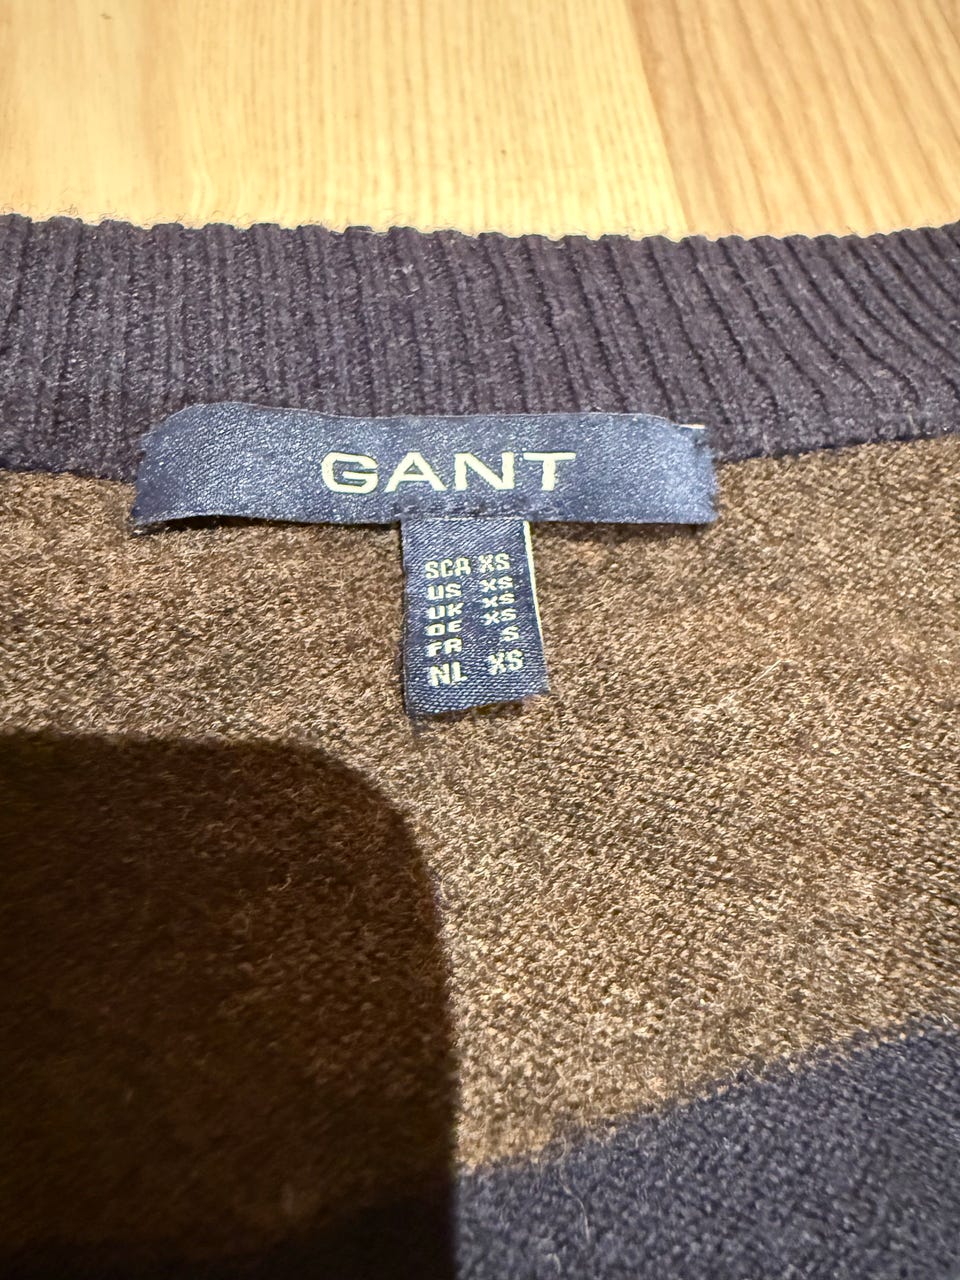 GANT
SCA XS
US XS
UK XS
DE XS
FR S
NL XS